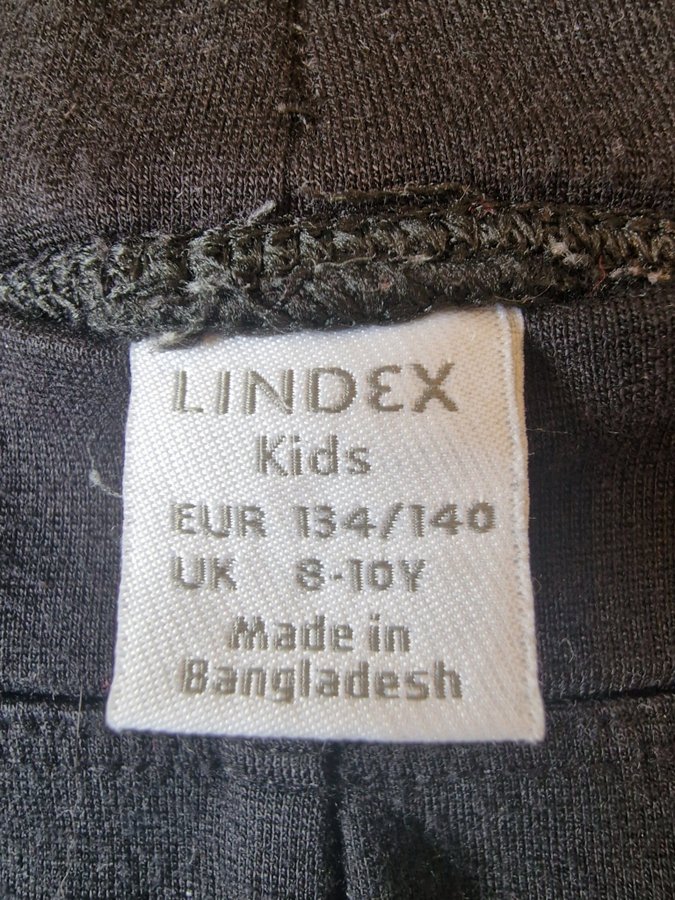 LINDEX
Kids
EUR 134/140
UK 8-10Y
Made in
Bangladesh